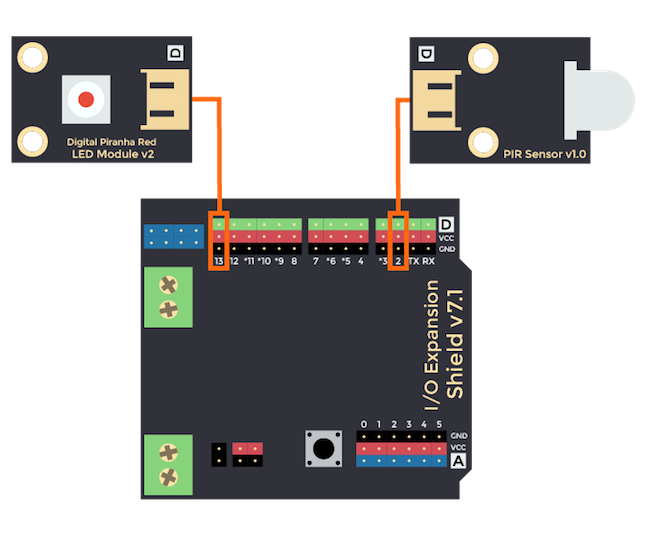 D
D
Digital Piranha Red
LED Module v2
PIR Sensor v1.0
D
VCC
GND
13 12 *11 *10 *9 8 7 *6 *5 4 *3 2 TX RX
I/O Expansion
Shield v7.1
0 1 2 3 4 5
GND
VCC
A